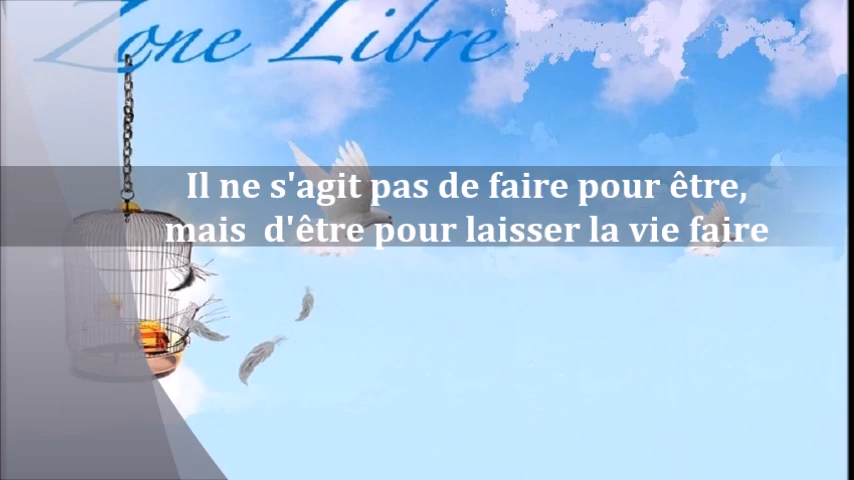 Zone Libre
Il ne s'agit pas de faire pour être,
mais  d'être pour laisser la vie faire